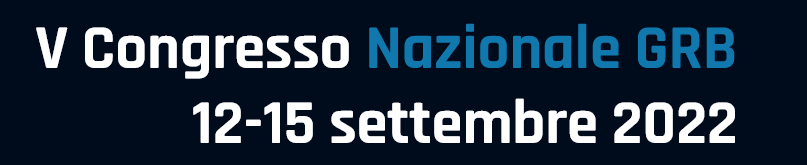 V Congresso Nazionale GRB
12-15 settembre 2022